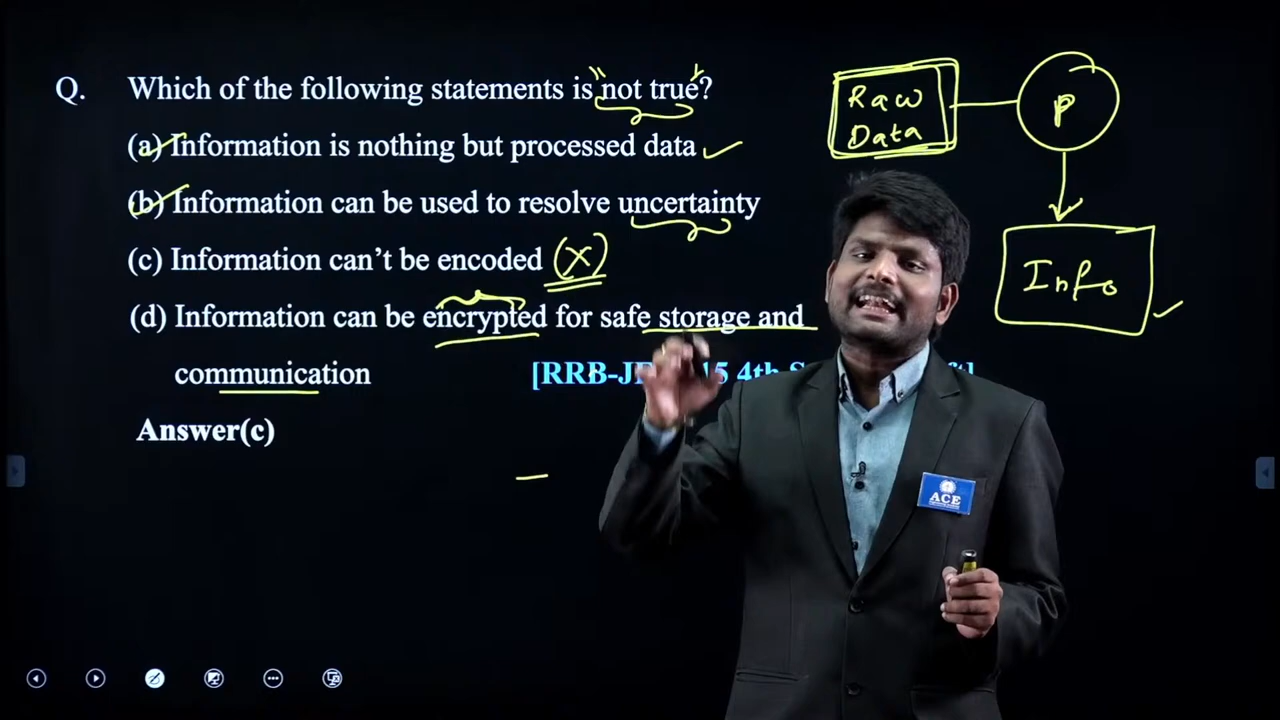 Q. Which of the following statements is "not true"?
(a) Information is nothing but processed data
(b) Information can be used to resolve uncertainty
(c) Information can't be encoded (X)
(d) Information can be encrypted for safe storage and
communication
Answer(c)
Raw
Data
P
Info
ACE